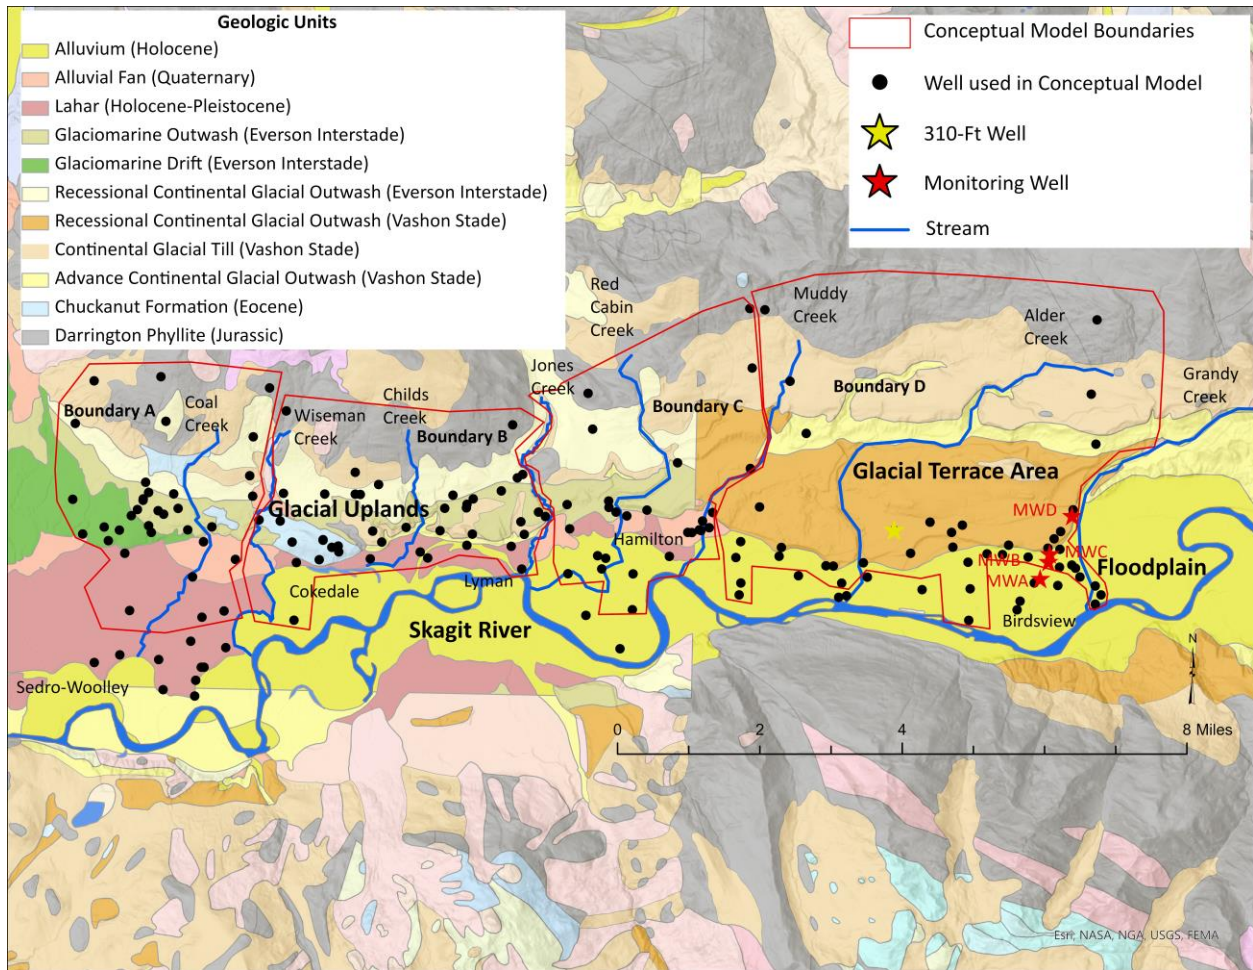 Geologic Units
Alluvium (Holocene)
Alluvial Fan (Quaternary)
Lahar (Holocene-Pleistocene)
Glaciomarine Outwash (Everson Interstade)
Glaciomarine Drift (Everson Interstade)
Recessional Continental Glacial Outwash (Everson Interstade)
Recessional Continental Glacial Outwash (Vashon Stade)
Continental Glacial Till (Vashon Stade)
Advance Continental Glacial Outwash (Vashon Stade)
Chuckanut Formation (Eocene)
Darrington Phyllite (Jurassic)
Conceptual Model Boundaries
Well used in Conceptual Model
310-Ft Well
Monitoring Well
Stream
Red
Cabin
Creek
Muddy
Creek
Alder
Creek
Jones
Creek
Grandy
Creek
Boundary A
Coal
Creek
Wiseman
Creek
Childs
Creek
Boundary B
Boundary C
Boundary D
Glacial Terrace Area
Glacial Uplands
MWD
Hamilton
MWC
MWB
MWA
Floodplain
Cokedale
Lyman
Birdsview
Skagit River
Sedro-Woolley
N
0 2 4 8 Miles
Esri, NASA, NGA, USGS, FEMA